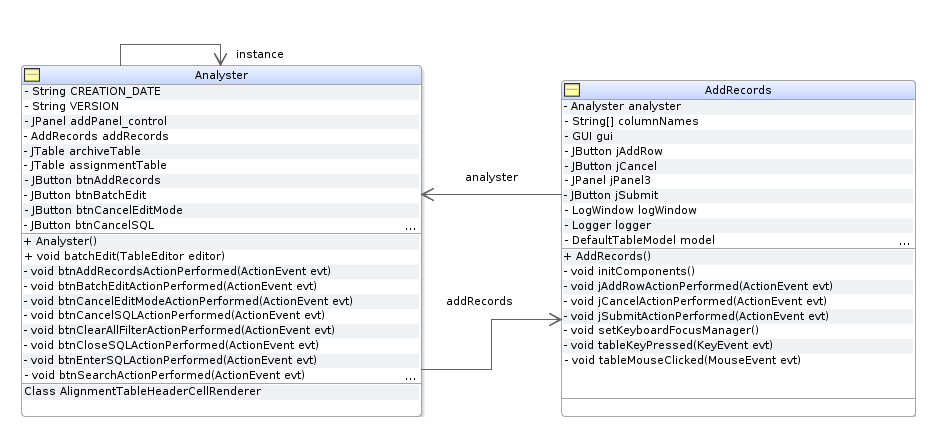 instance
Analyster
- String CREATION_DATE
- String VERSION
- JPanel addPanel_control
- AddRecords addRecords
- JTable archiveTable
- JTable assignmentTable
- JButton btnAddRecords
- JButton btnBatchEdit
- JButton btnCancelEditMode
- JButton btnCancelSQL ...
+ Analyster()
+ void batchEdit(TableEditor editor)
- void btnAddRecordsActionPerformed(ActionEvent evt)
- void btnBatchEditActionPerformed(ActionEvent evt)
- void btnCancelEditModeActionPerformed(ActionEvent evt)
- void btnCancelSQLActionPerformed(ActionEvent evt)
- void btnClearAllFilterActionPerformed(ActionEvent evt)
- void btnCloseSQLActionPerformed(ActionEvent evt)
- void btnEnterSQLActionPerformed(ActionEvent evt)
- void btnSearchActionPerformed(ActionEvent evt) ...
Class AlignmentTableHeaderCellRenderer
analyster
addRecords
AddRecords
- Analyster analyster
- String[] columnNames
- GUI gui
- JButton jAddRow
- JButton jCancel
- JPanel jPanel3
- JButton jSubmit
- LogWindow logWindow
- Logger logger
- DefaultTableModel model ...
+ AddRecords()
- void initComponents()
- void jAddRowActionPerformed(ActionEvent evt)
- void jCancelActionPerformed(ActionEvent evt)
- void jSubmitActionPerformed(ActionEvent evt)
- void setKeyboardFocusManager()
- void tableKeyPressed(KeyEvent evt)
- void tableMouseClicked(MouseEvent evt)